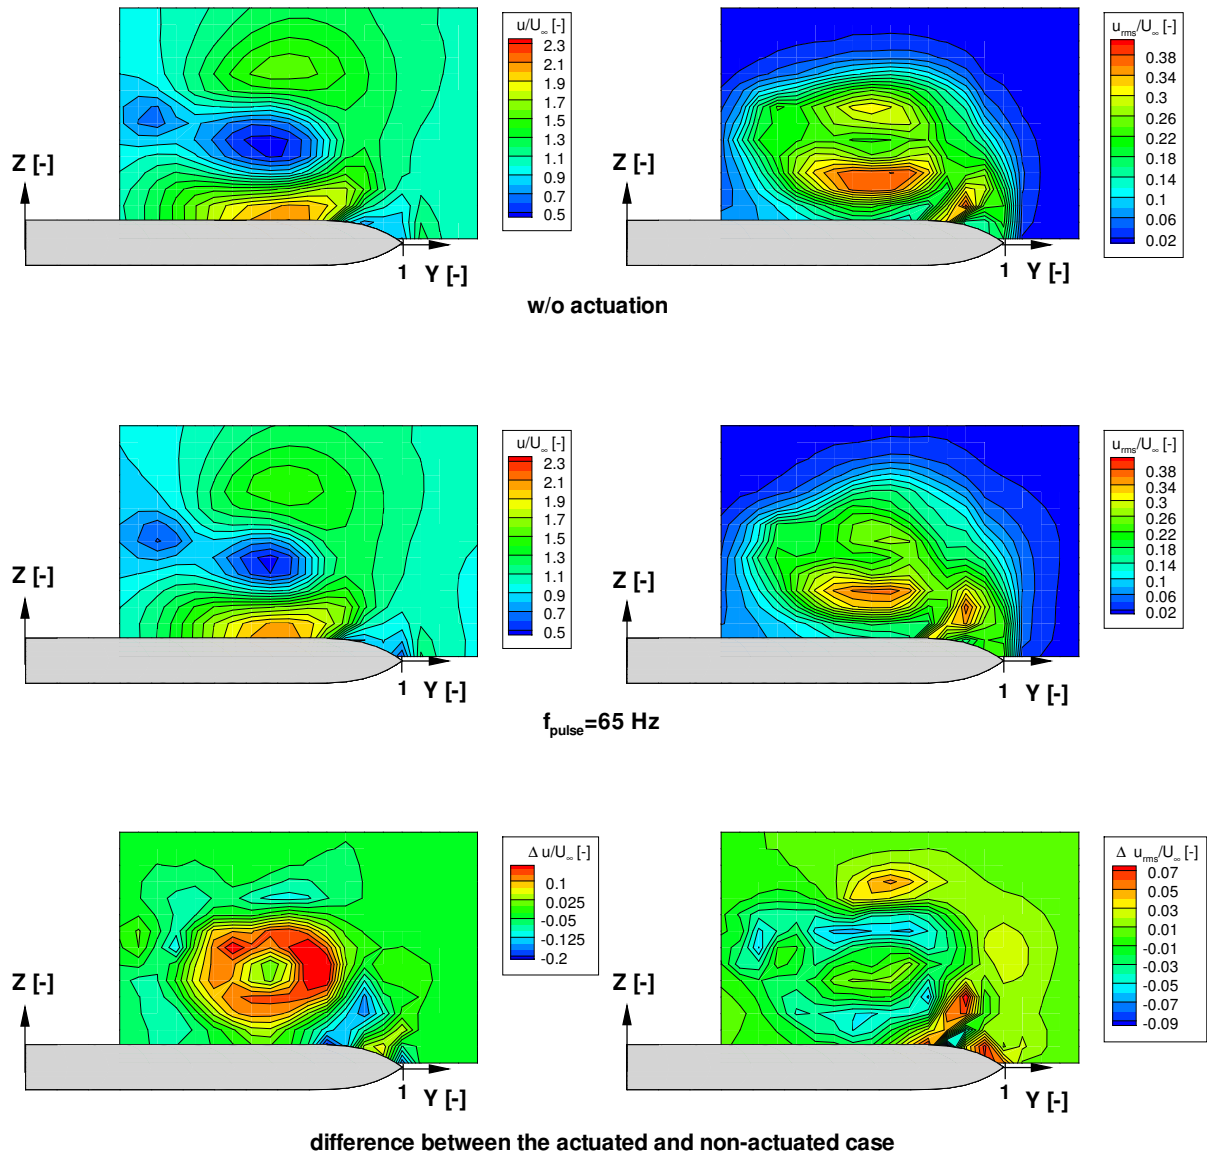 u/U∞ [-]
2.3
2.1
1.9
1.7
1.5
1.3
1.1
0.9
0.7
0.5
Z [-]
1
Y [-]
urms/U∞ [-]
0.38
0.34
0.3
0.26
0.22
0.18
0.14
0.1
0.06
0.02
Z [-]
1
Y [-]
w/o actuation
u/U∞ [-]
2.3
2.1
1.9
1.7
1.5
1.3
1.1
0.9
0.7
0.5
Z [-]
1
Y [-]
urms/U∞ [-]
0.38
0.34
0.3
0.26
0.22
0.18
0.14
0.1
0.06
0.02
Z [-]
1
Y [-]
fpulse=65 Hz
Δ u/U∞ [-]
0.1
0.025
-0.05
-0.125
-0.2
Z [-]
1
Y [-]
Δ urms/U∞ [-]
0.07
0.05
0.03
0.01
-0.01
-0.03
-0.05
-0.07
-0.09
Z [-]
1
Y [-]
difference between the actuated and non-actuated case